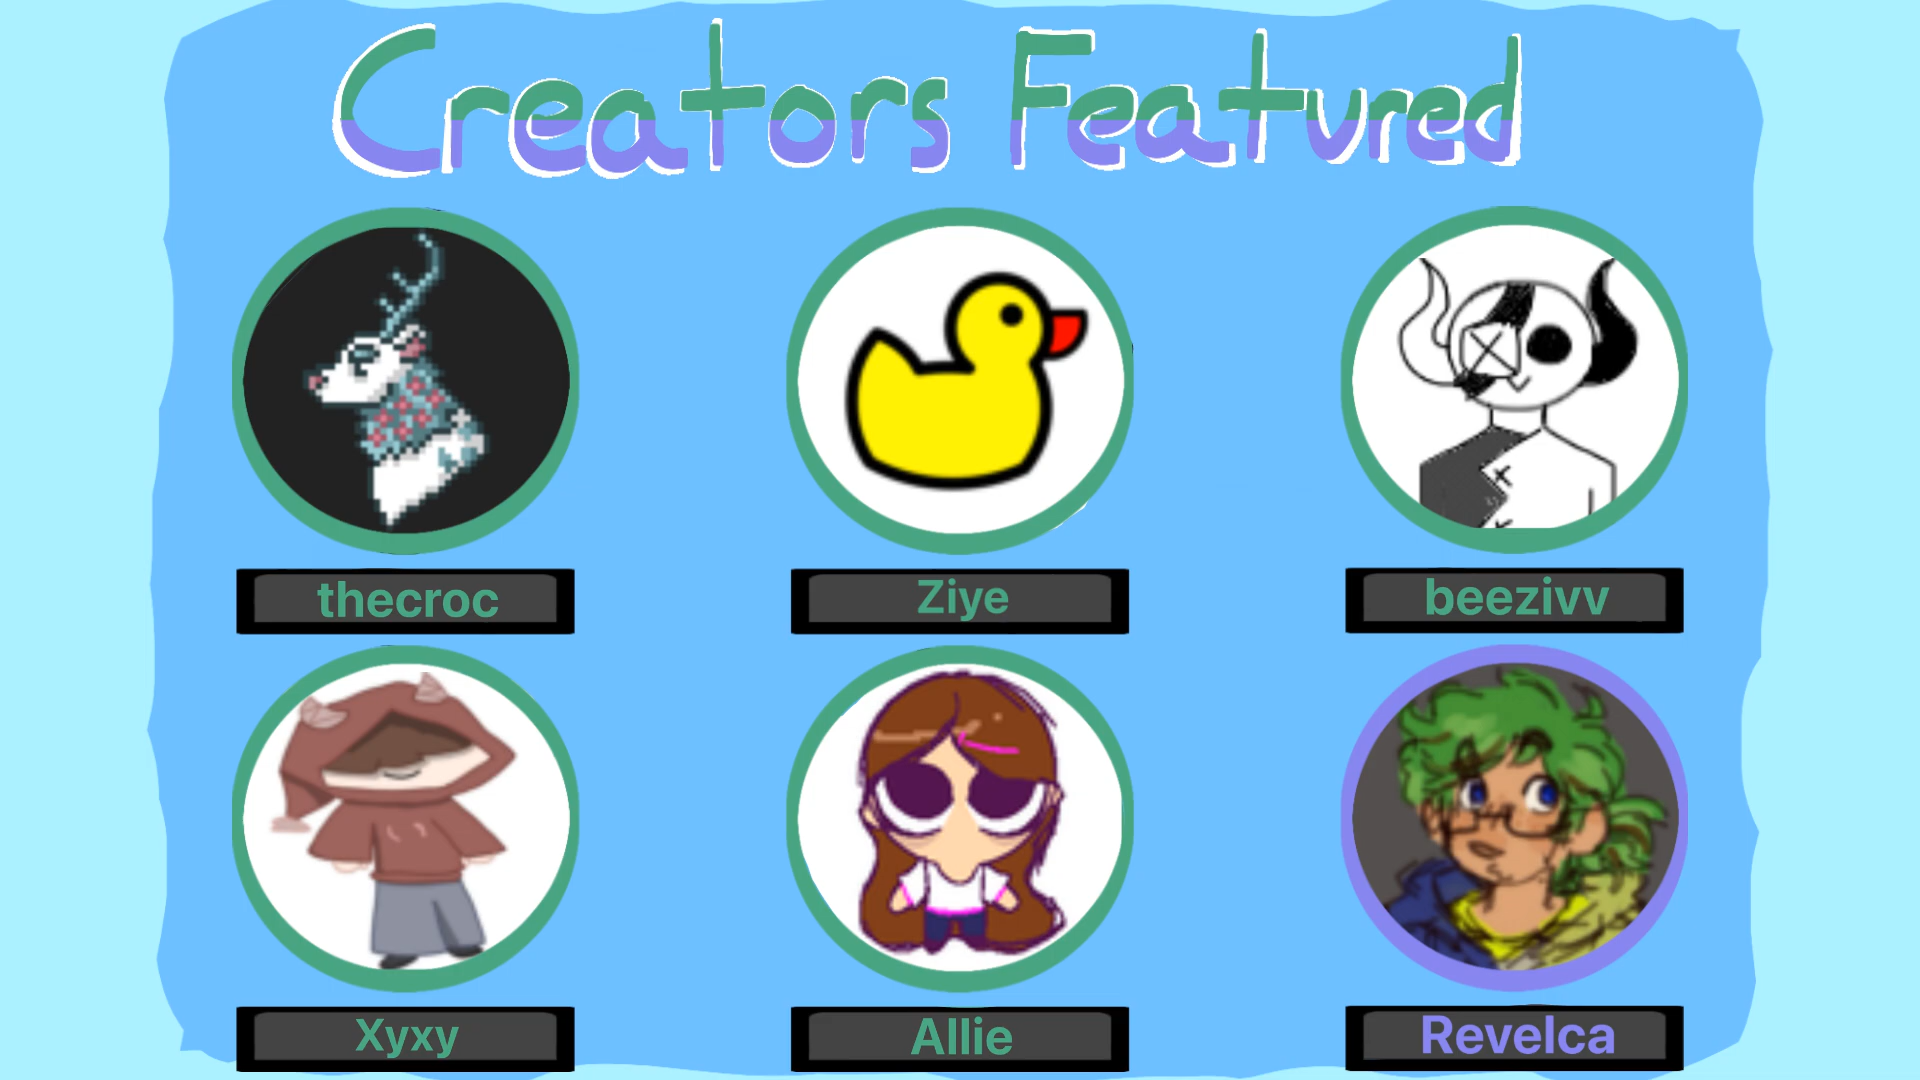 Creators Featured
thecroc
Ziye
beezivv
Xyxy
Allie
Revelca